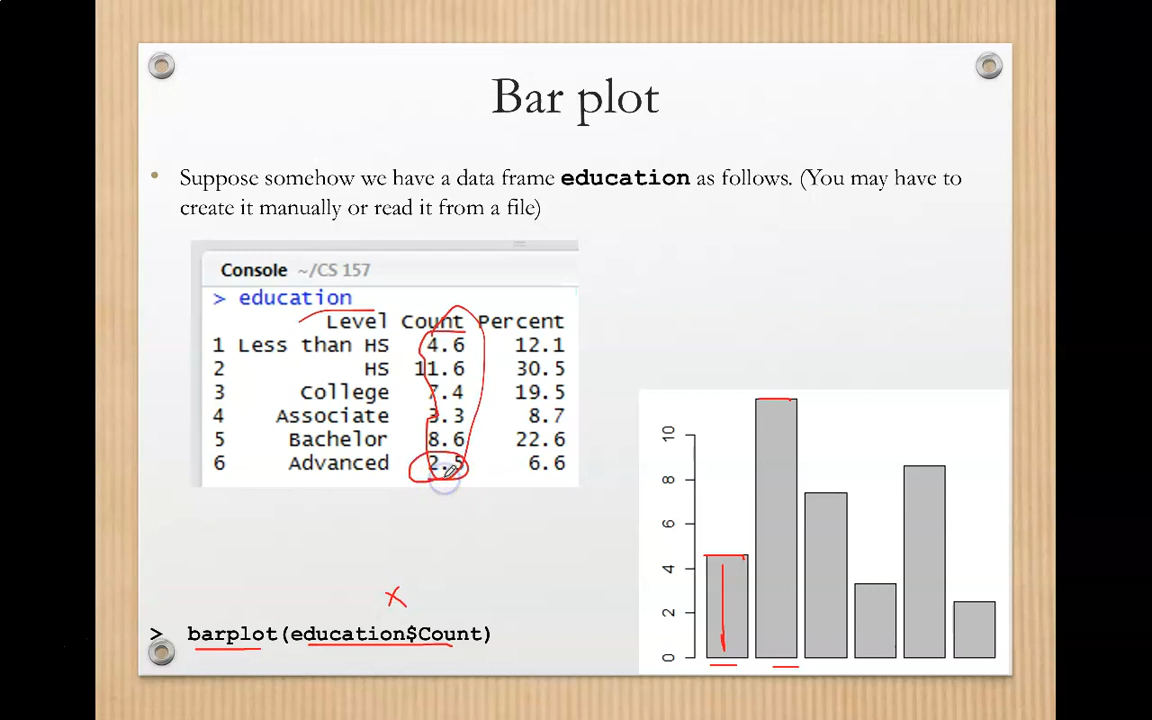 Bar plot
• Suppose somehow we have a data frame education as follows. (You may have to
create it manually or read it from a file)
Console ~/CS 157
> education
Level Count Percent
1 Less than HS 4.6 12.1
2 HS 11.6 30.5
3 College 7.4 19.5
4 Associate 3.3 8.7
5 Bachelor 8.6 22.6
6 Advanced 2.5 6.6
10
8
6
4
2
0
x
> barplot(education$Count)